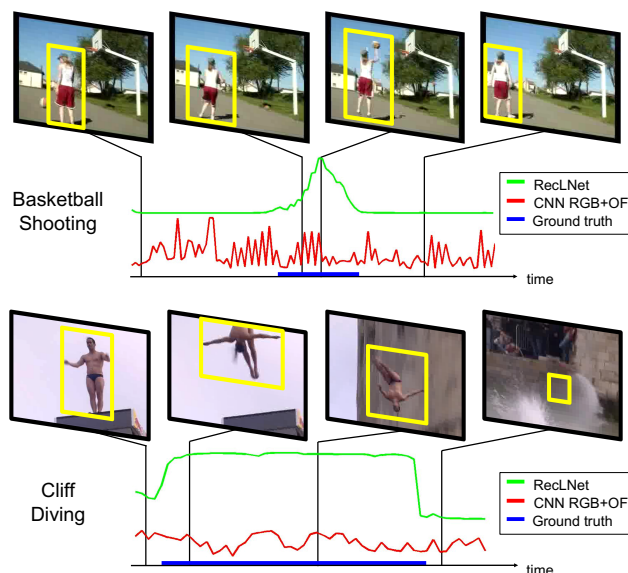 Basketball
Shooting
RecLNet
CNN RGB+OF
Ground truth
time
Cliff
Diving
RecLNet
CNN RGB+OF
Ground truth
time